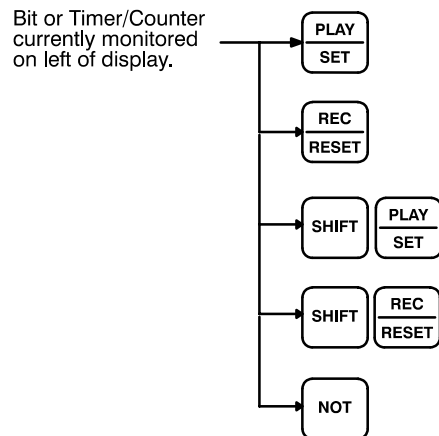 Bit or Timer/Counter
currently monitored
on left of display.
PLAY
SET
REC
RESET
SHIFT PLAY
SET
SHIFT REC
RESET
NOT